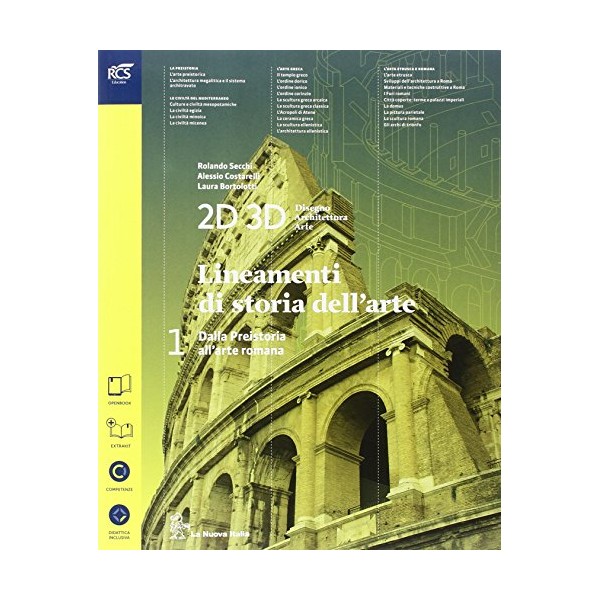 RCS
Education
LA PREISTORIA
L'arte preistorica
L'architettura megalitica e il sistema
architravato
LE CIVILTÀ DEL MEDITERRANEO
Culture e civiltà mesopotamiche
La civiltà egizia
La civiltà minoica
La civiltà micenea
L'ARTE GRECA
Il tempio greco
L'ordine dorico
L'ordine ionico
L'ordine corinzio
La scultura greca arcaica
La scultura greca classica
L'Acropoli di Atene
La ceramica greca
La scultura ellenistica
L'architettura ellenistica
L'ARTE ETRUSCA E ROMANA
L'arte etrusca
Sviluppi dell'architettura a Roma
Materiali e tecniche costruttive a Roma
I Fori romani
Città coperte: terme e palazzi imperiali
La domus
La pittura parietale
La scultura romana
Gli archi di trionfo
Rolando Secchi
Alessio Costarelli
Laura Bortolotti
2D 3D
Disegno
Architettura
Arte
Lineamenti
di storia dell'arte
1 Dalla Preistoria
all'arte romana
OPENBOOK
EXTRAKIT
COMPETENZE
DIDATTICA
INCLUSIVA
La Nuova Italia